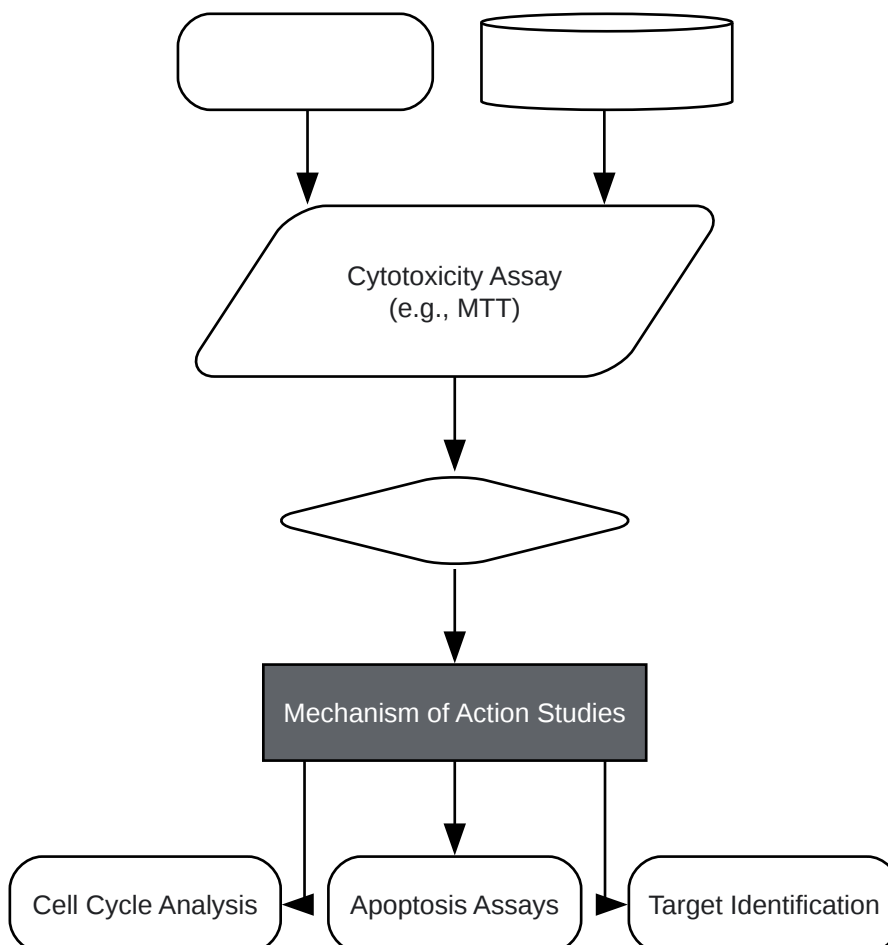 Cytotoxicity Assay
(e.g., MTT)
Mechanism of Action Studies
Cell Cycle Analysis
Apoptosis Assays
Target Identification